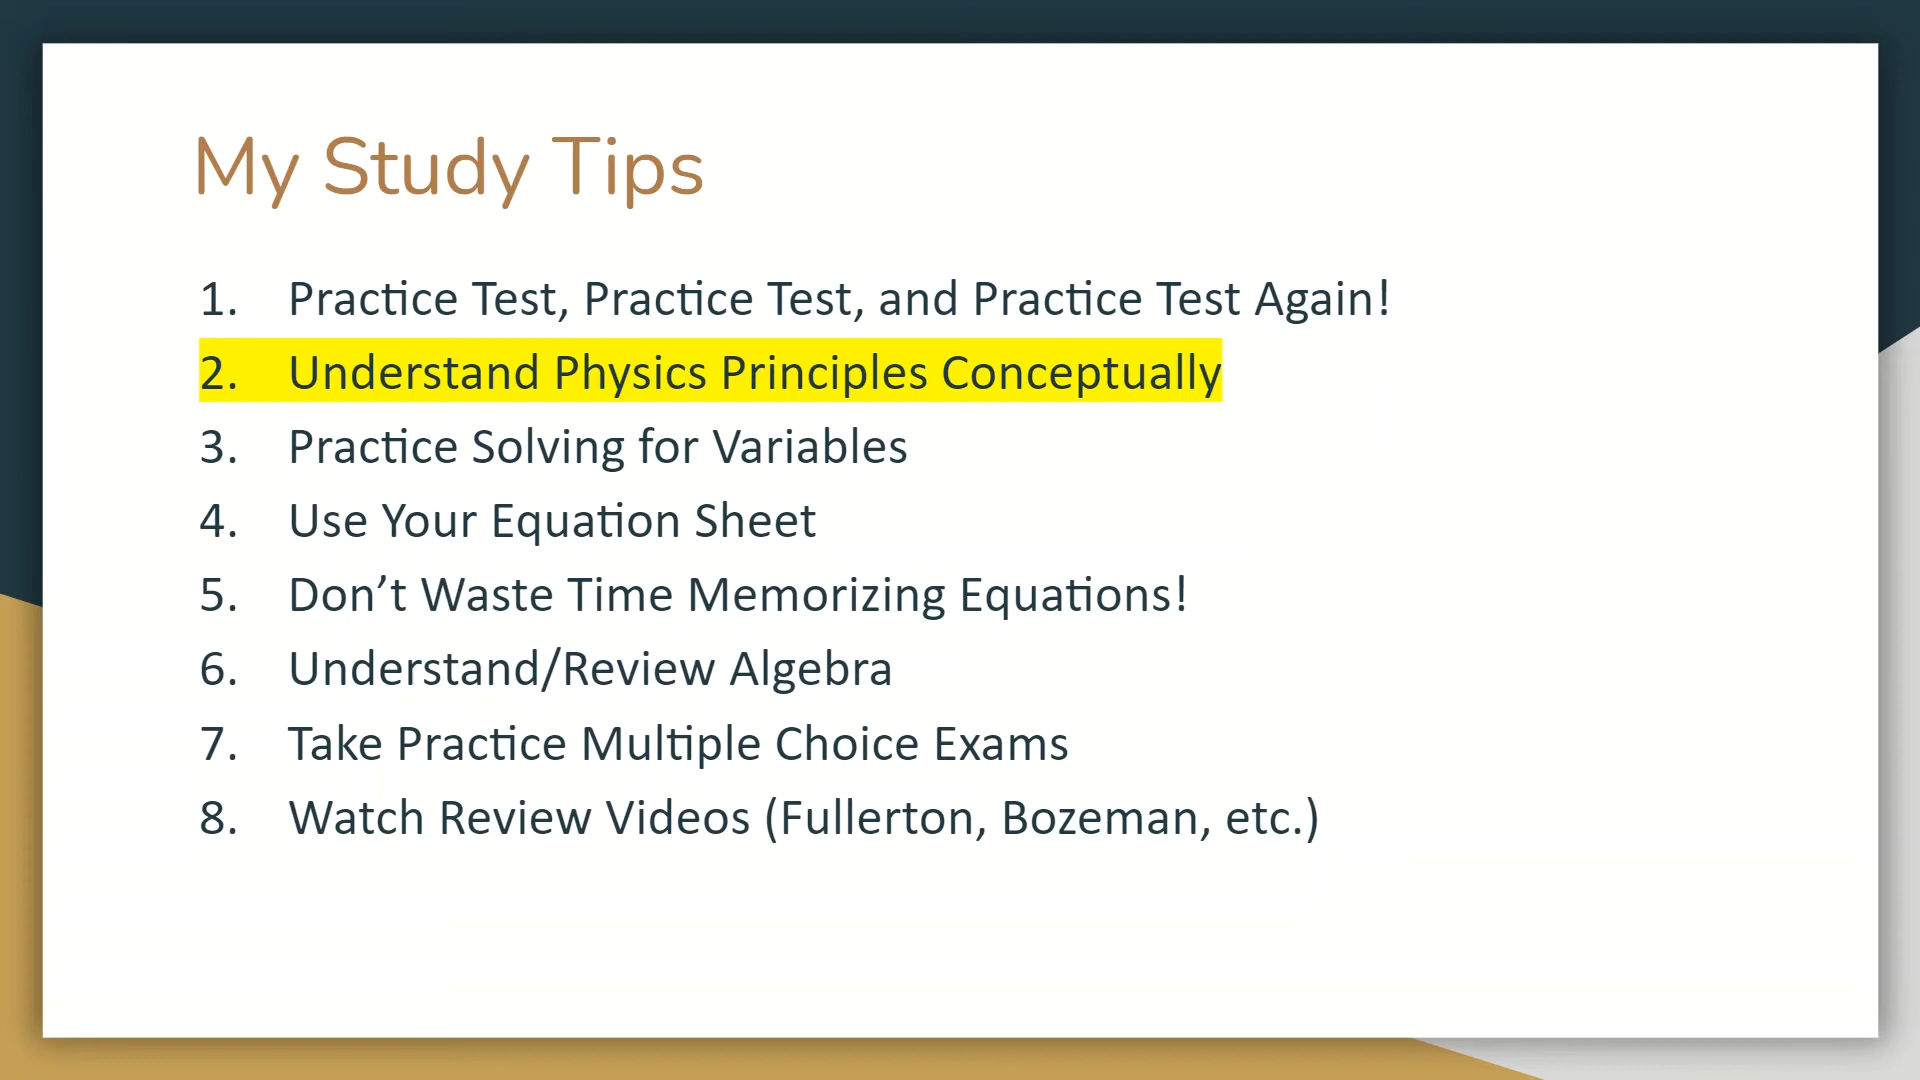 My Study Tips
1. Practice Test, Practice Test, and Practice Test Again!
2. Understand Physics Principles Conceptually
3. Practice Solving for Variables
4. Use Your Equation Sheet
5. Don’t Waste Time Memorizing Equations!
6. Understand/Review Algebra
7. Take Practice Multiple Choice Exams
8. Watch Review Videos (Fullerton, Bozeman, etc.)